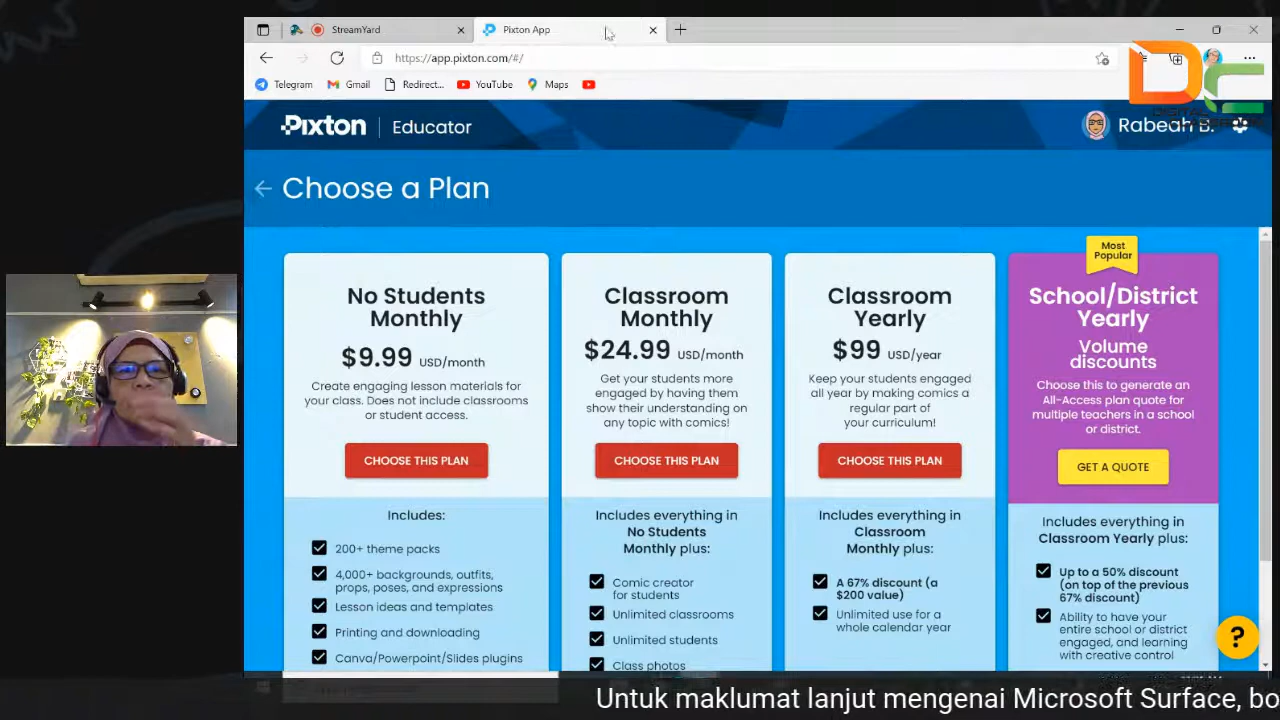 StreamYard
Pixton App
https://app.pixton.com/#/
Telegram
Gmail
Redirect...
YouTube
Maps
Pixton
Educator
Rabeah B.
Choose a Plan
No Students
Monthly
$9.99 USD/month
Create engaging lesson materials for
your class. Does not include classrooms
or student access.
CHOOSE THIS PLAN
Includes:
200+ theme packs
4,000+ backgrounds, outfits,
props, poses, and expressions
Lesson ideas and templates
Printing and downloading
Canva/Powerpoint/Slides plugins
Classroom
Monthly
$24.99 USD/month
Get your students more
engaged by having them
show their understanding on
any topic with comics!
CHOOSE THIS PLAN
Includes everything in
No Students
Monthly plus:
Comic creator
for students
Unlimited classrooms
Unlimited students
Class photos
Classroom
Yearly
$99 USD/year
Keep your students engaged
all year by making comics a
regular part of
your curriculum!
CHOOSE THIS PLAN
Includes everything in
Classroom
Monthly plus:
A 67% discount (a
$200 value)
Unlimited use for a
whole calendar year
Most
Popular
School/District
Yearly
Volume
discounts
Choose this to generate an
All-Access plan quote for
multiple teachers in a school
or district.
GET A QUOTE
Includes everything in
Classroom Yearly plus:
Up to a 50% discount
(on top of the previous
67% discount)
Ability to have your
entire school or district
engaged, and learning
with creative control
?
Untuk maklumat lanjut mengenai Microsoft Surface, bo